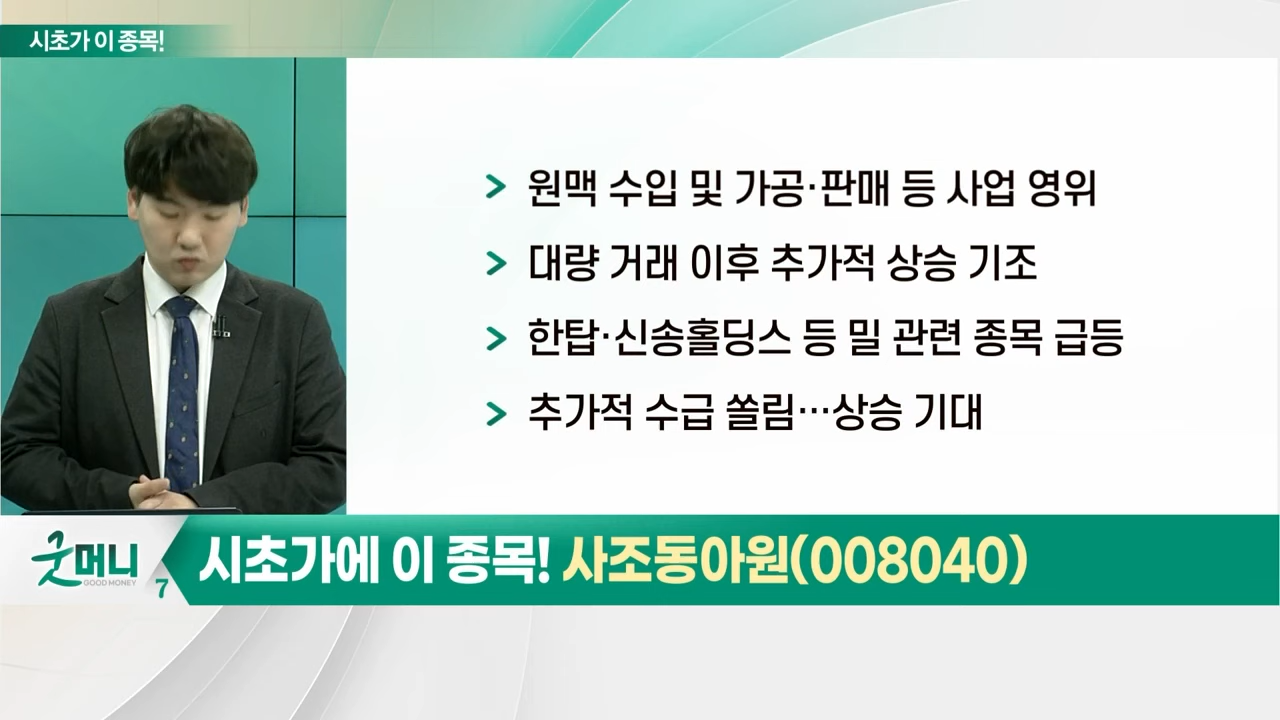 시초가 이 종목!
> 원맥 수입 및 가공·판매 등 사업 영위
> 대량 거래 이후 추가적 상승 기조
> 한탑·신송홀딩스 등 밀 관련 종목 급등
> 추가적 수급 쏠림…상승 기대
굿머니
GOOD MONEY
7
시초가에 이 종목! 사조동아원(008040)